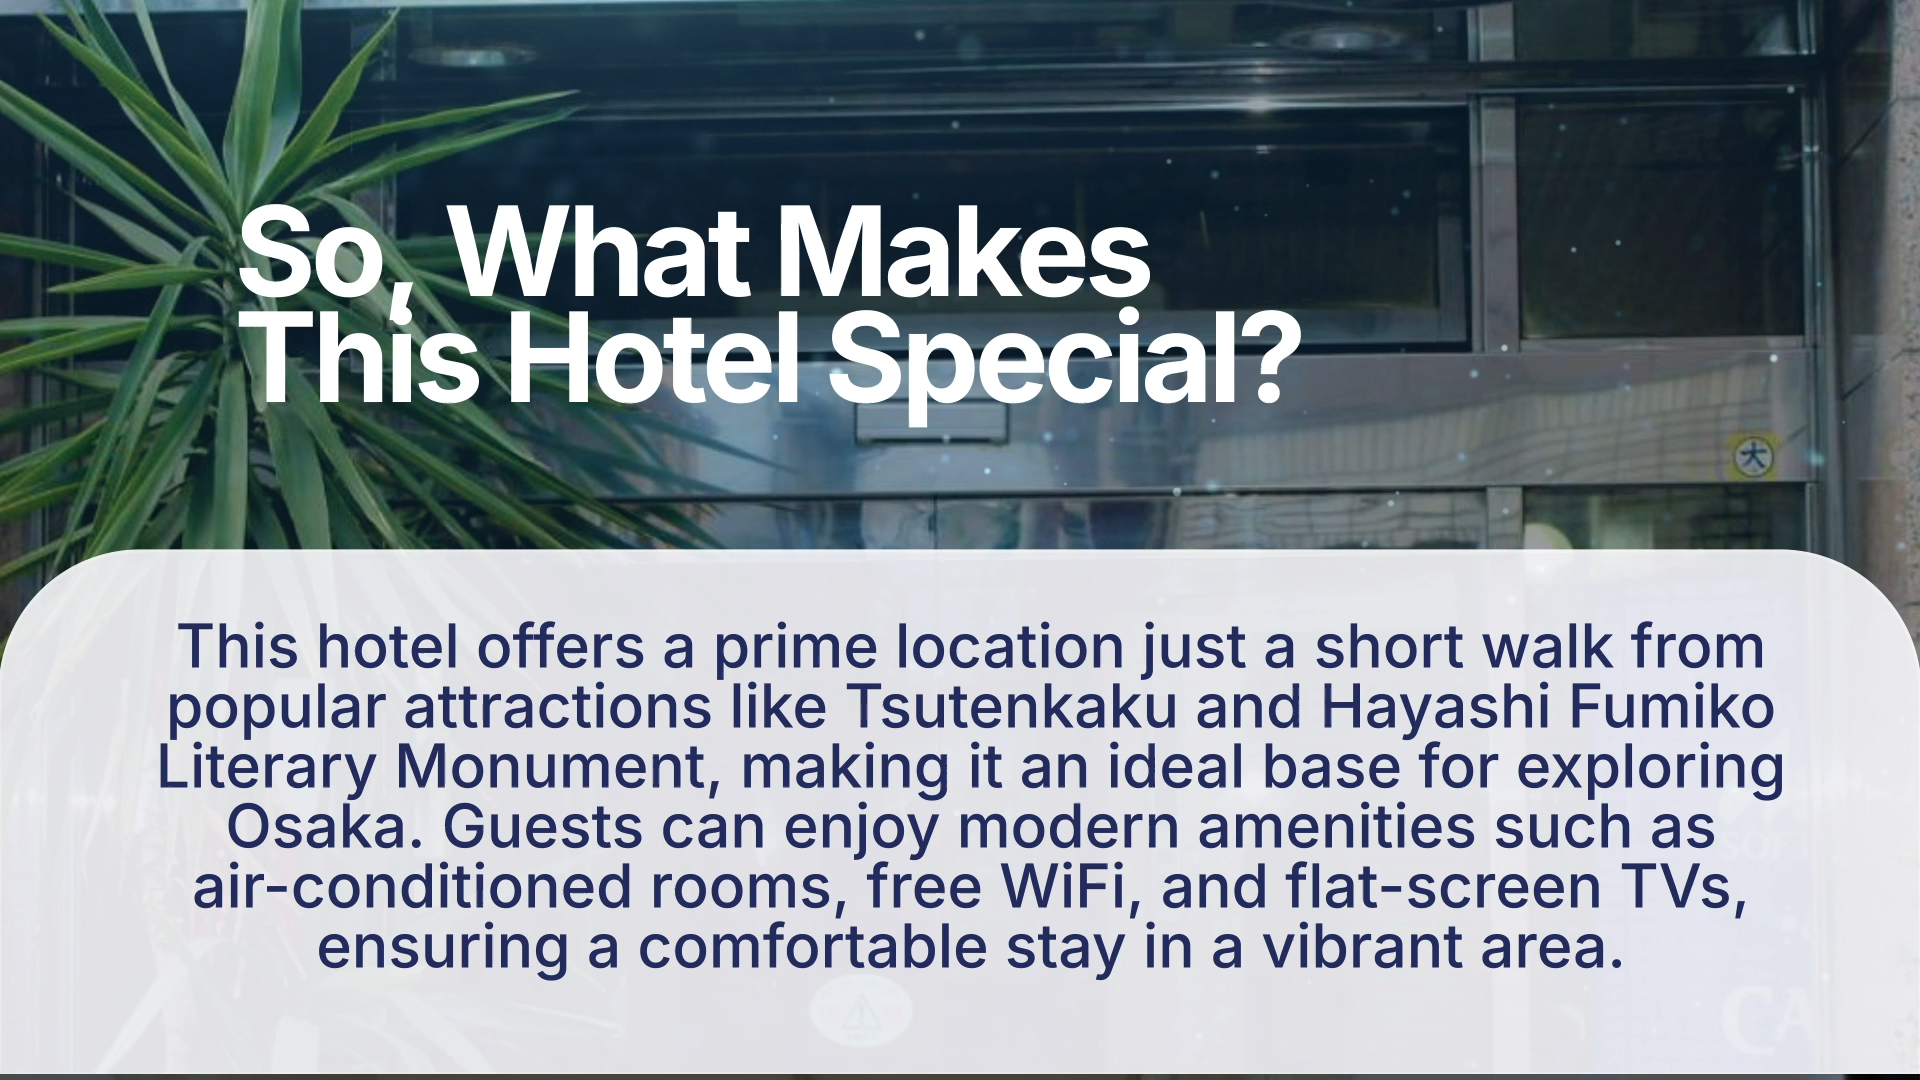 So, What Makes
This Hotel Special?
大
This hotel offers a prime location just a short walk from
popular attractions like Tsutenkaku and Hayashi Fumiko
Literary Monument, making it an ideal base for exploring
Osaka. Guests can enjoy modern amenities such as
air-conditioned rooms, free WiFi, and flat-screen TVs,
ensuring a comfortable stay in a vibrant area.
CA